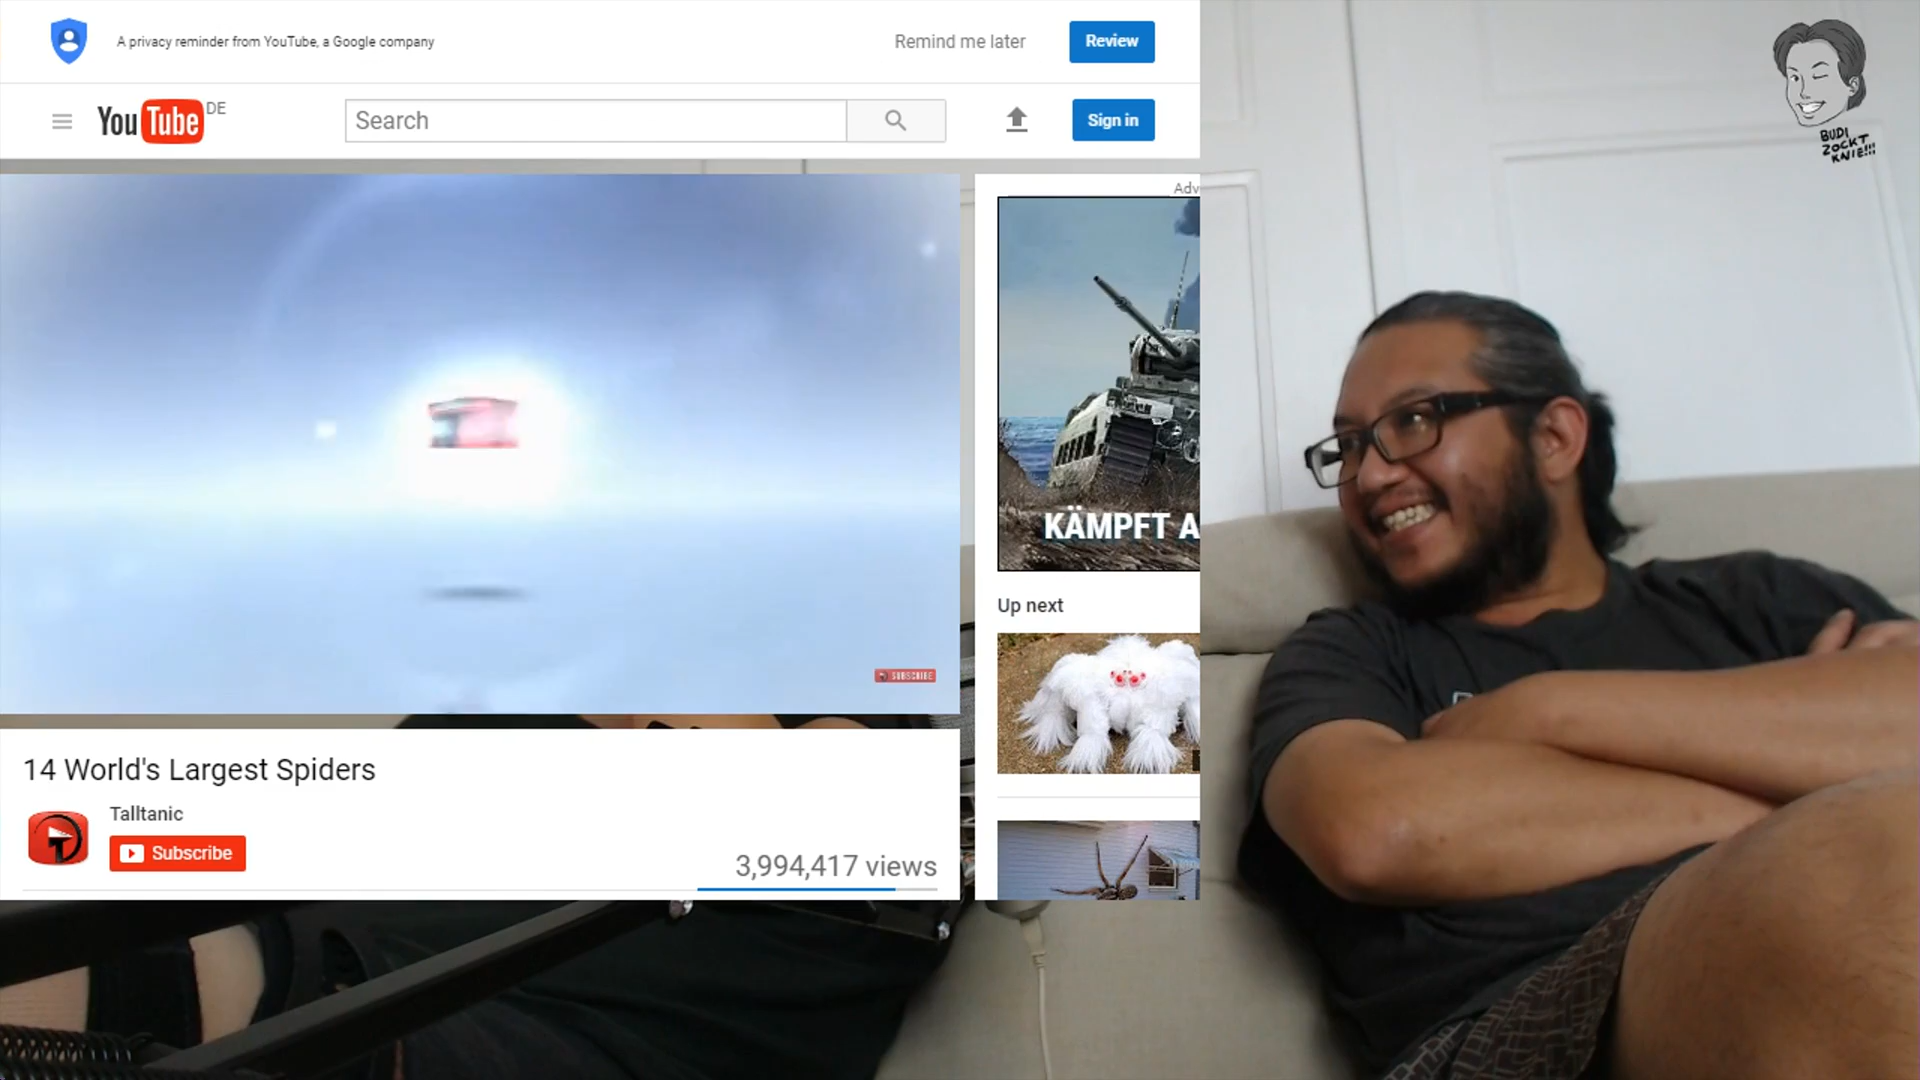 A privacy reminder from YouTube, a Google company
Remind me later
Review
YouTube DE
Search
Sign in
Adv
KÄMPFT A
Up next
SUBSCRIBE
14 World's Largest Spiders
Talltanic
Subscribe
3,994,417 views
BUDI
ZOCKT
KNIE!!!